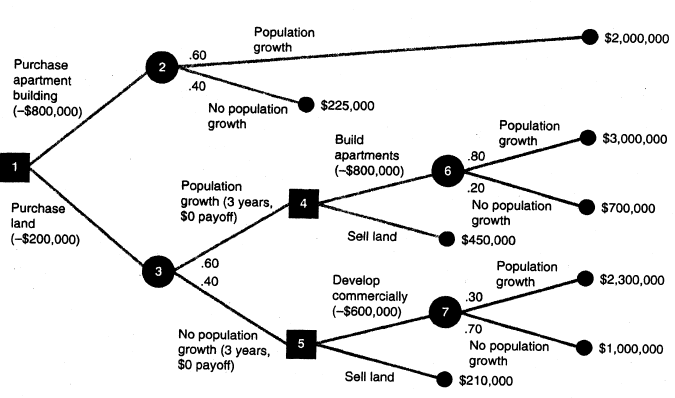 Population
growth
$2,000,000
.60
2
.40
Purchase
apartment
building
(−$800,000)
No population
growth
$225,000
1
Build
apartments
(−$800,000)
Population
growth
$3,000,000
.80
6
.20
No population
growth
$700,000
Population
growth (3 years,
$0 payoff)
4
Sell land
$450,000
Purchase
land
(−$200,000)
3
.60
.40
Develop
commercially
(−$600,000)
Population
growth
$2,300,000
.30
7
.70
No population
growth
$1,000,000
No population
growth (3 years,
$0 payoff)
5
Sell land
$210,000